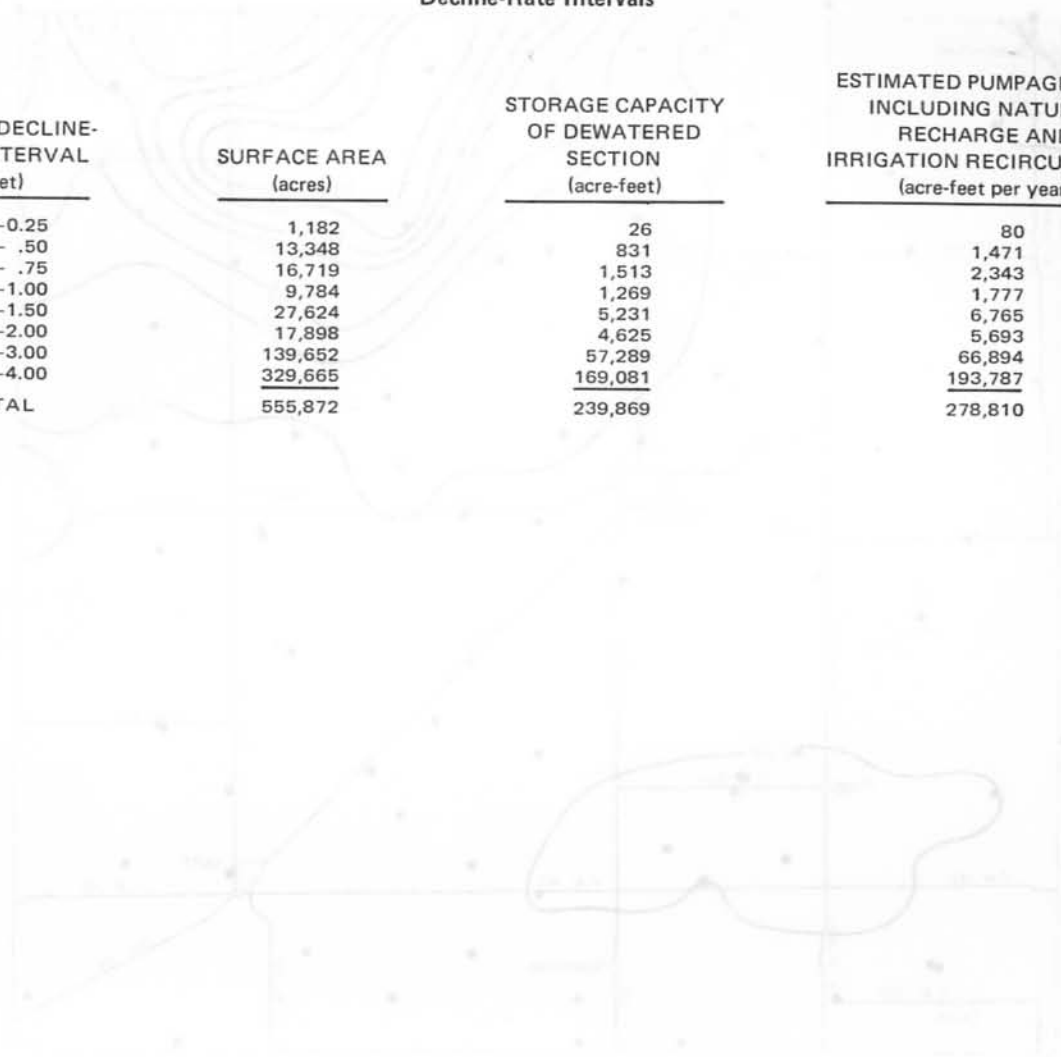 Decline-Rate Intervals
DECLINE-
TERVAL
et)
SURFACE AREA
(acres)
STORAGE CAPACITY
OF DEWATERED
SECTION
(acre-feet)
ESTIMATED PUMPAGE
INCLUDING NATU
RECHARGE AN
IRRIGATION RECIRCU
(acre-feet per year
-0.25 1,182 26 80
- .50 13,348 831 1,471
- .75 16,719 1,513 2,343
-1.00 9,784 1,269 1,777
-1.50 27,624 5,231 6,765
-2.00 17,898 4,625 5,693
-3.00 139,652 57,289 66,894
-4.00 329,665 169,081 193,787
TAL 555,872 239,869 278,810